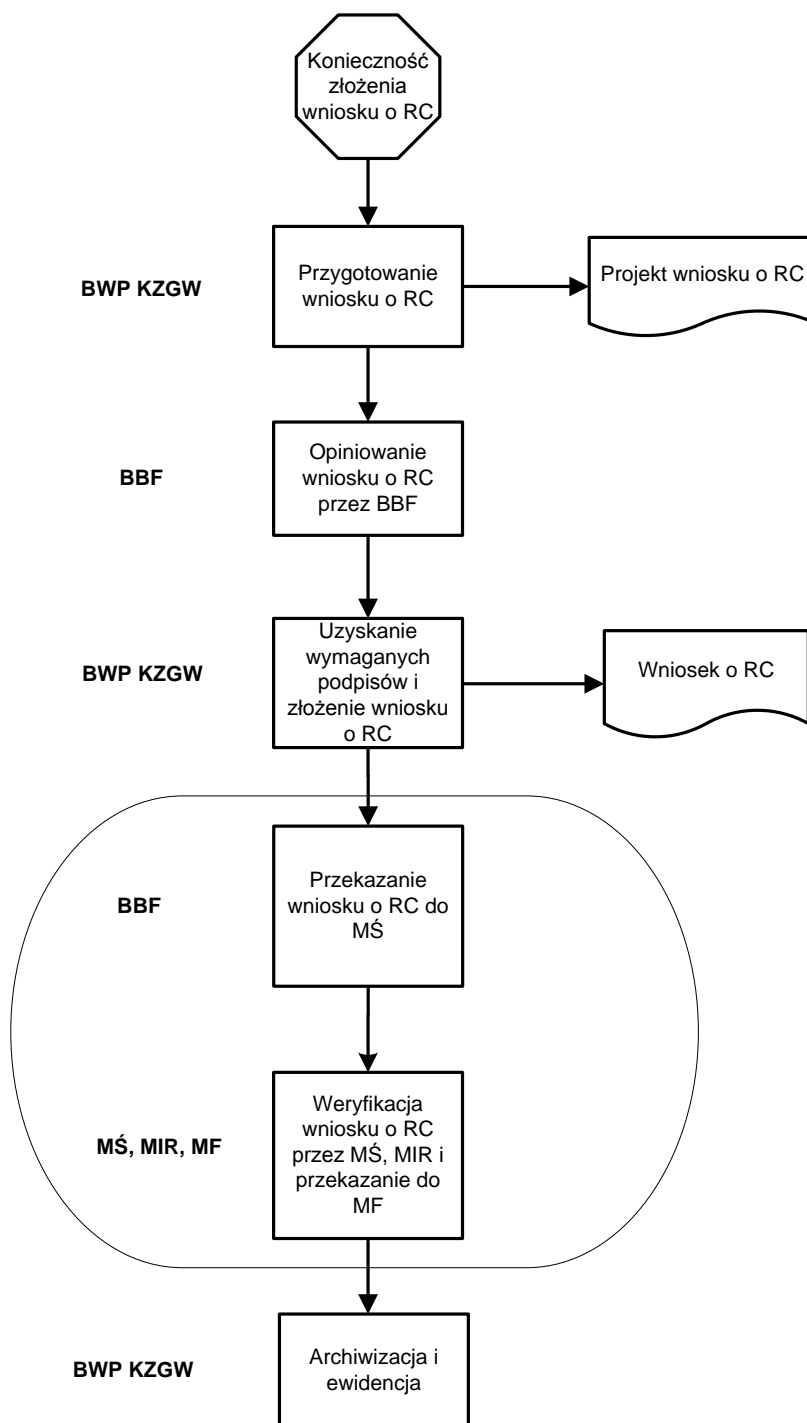 Konieczność
złożenia
wniosku o RC
BWP KZGW
Przygotowanie
wniosku o RC
Projekt wniosku o RC
BBF
Opiniowanie
wniosku o RC
przez BBF
BWP KZGW
Uzyskanie
wymaganych
podpisów i
złożenie wniosku
o RC
Wniosek o RC
BBF
Przekazanie
wniosku o RC do
MŚ
MŚ, MIR, MF
Weryfikacja
wniosku o RC
przez MŚ, MIR i
przekazanie do
MF
BWP KZGW
Archiwizacja i
ewidencja